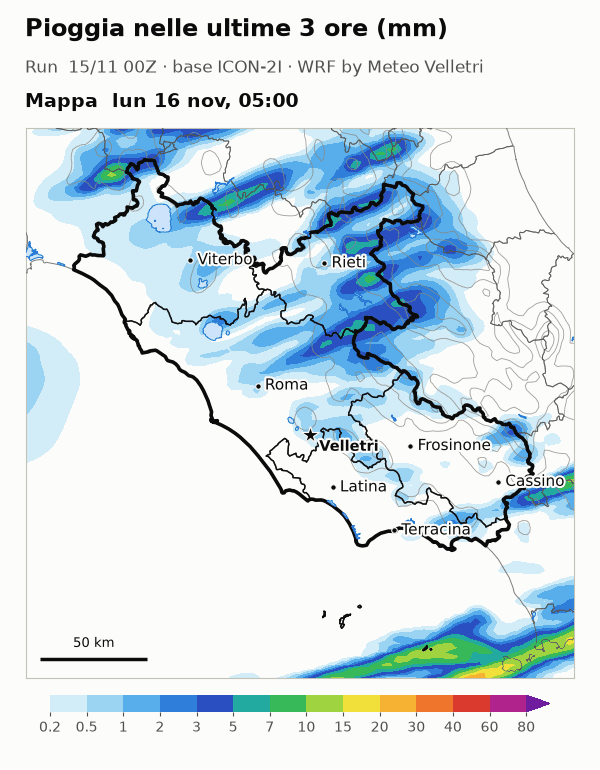 Pioggia nelle ultime 3 ore (mm)
Run  15/11 00Z · base ICON-2I · WRF by Meteo Velletri
Mappa  lun 16 nov, 05:00
Viterbo
Rieti
Roma
Velletri
Frosinone
Cassino
Latina
Terracina
50 km
0.2 0.5 1 2 3 5 7 10 15 20 30 40 60 80